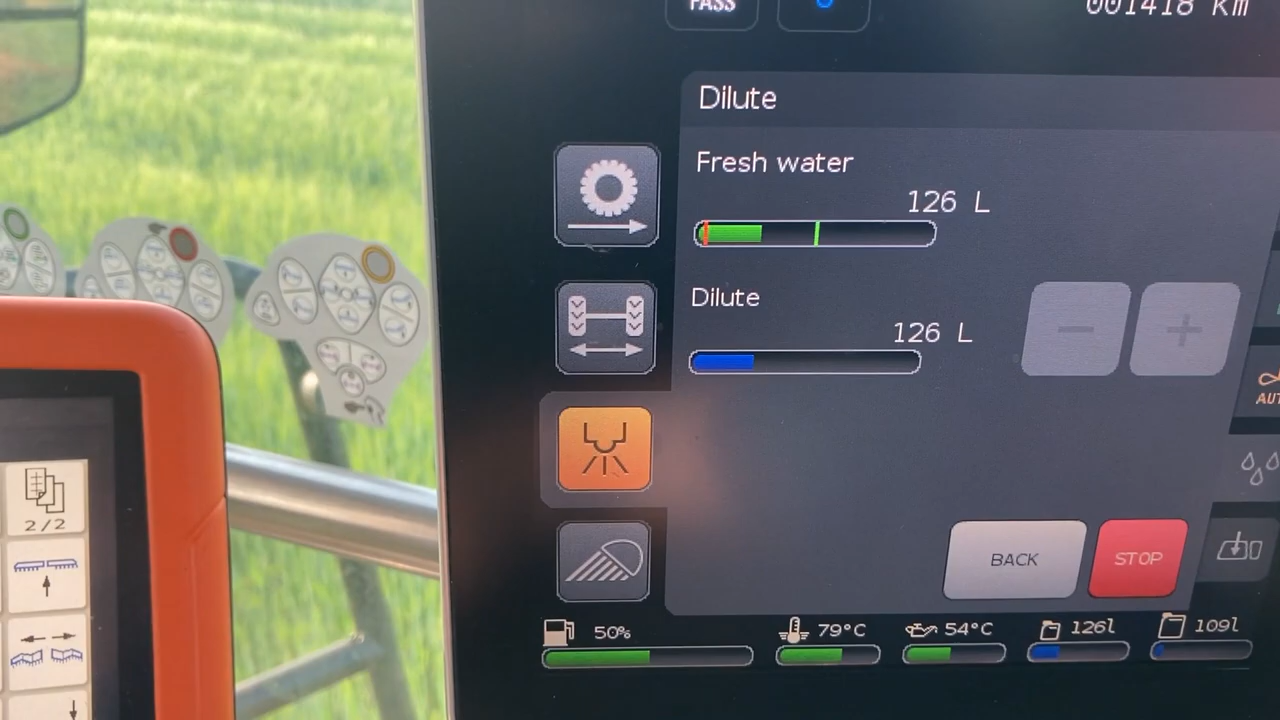 PASS
001418 Km
Dilute
Fresh water
126 L
Dilute
126 L
AUT
2/2
BACK
STOP
50%
79°C
54°C
126l
109l